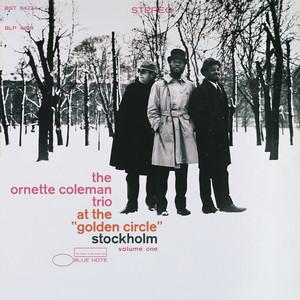 BST 84224
STEREO
BLP 4224
the
ornette coleman
trio
at the
"golden circle"
stockholm
volume one
BLUE NOTE